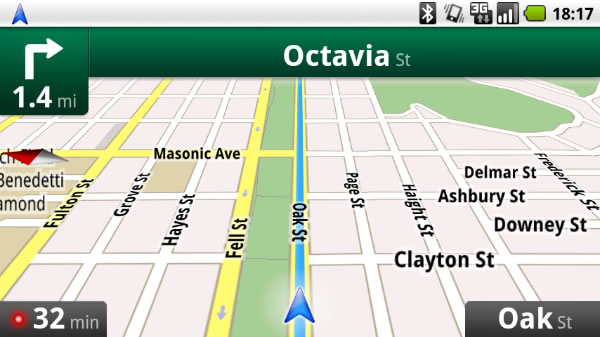 3G
18:17
Octavia St
1.4 mi
Masonic Ave
Benedetti
amond
Fulton St
Grove St
Hayes St
Fell St
Oak St
Page St
Haight St
Delmar St
Frederick St
Ashbury St
Downey St
Clayton St
32 min
Oak St